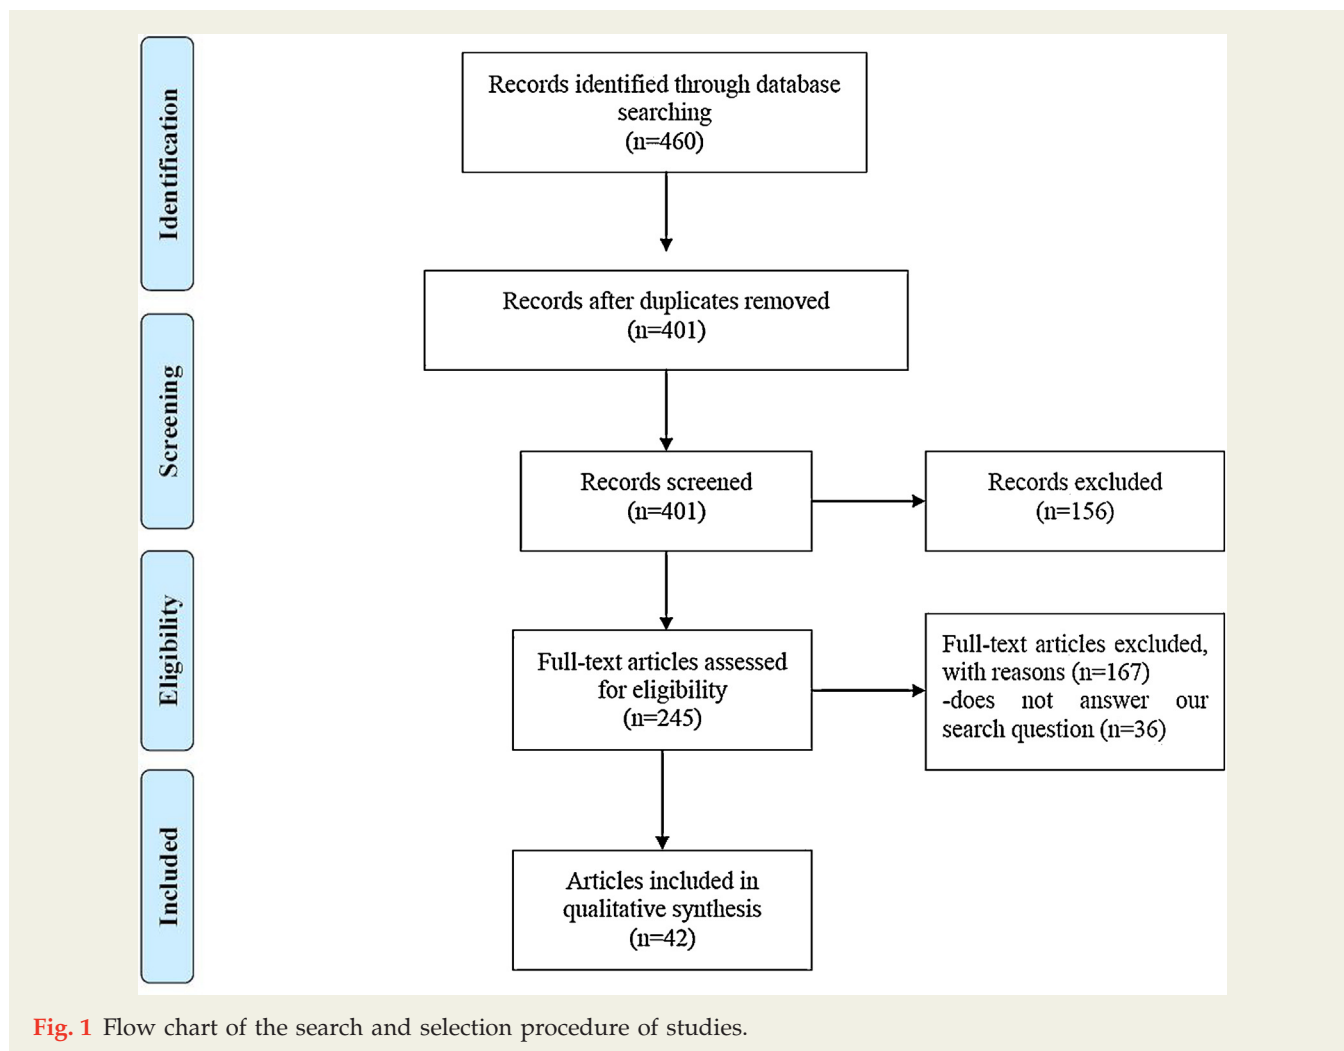 Identification
Records identified through database
searching
(n=460)
Records after duplicates removed
(n=401)
Screening
Records screened
(n=401)
Records excluded
(n=156)
Eligibility
Full-text articles assessed
for eligibility
(n=245)
Full-text articles excluded,
with reasons (n=167)
-does not answer our
search question (n=36)
Included
Articles included in
qualitative synthesis
(n=42)
Fig. 1 Flow chart of the search and selection procedure of studies.